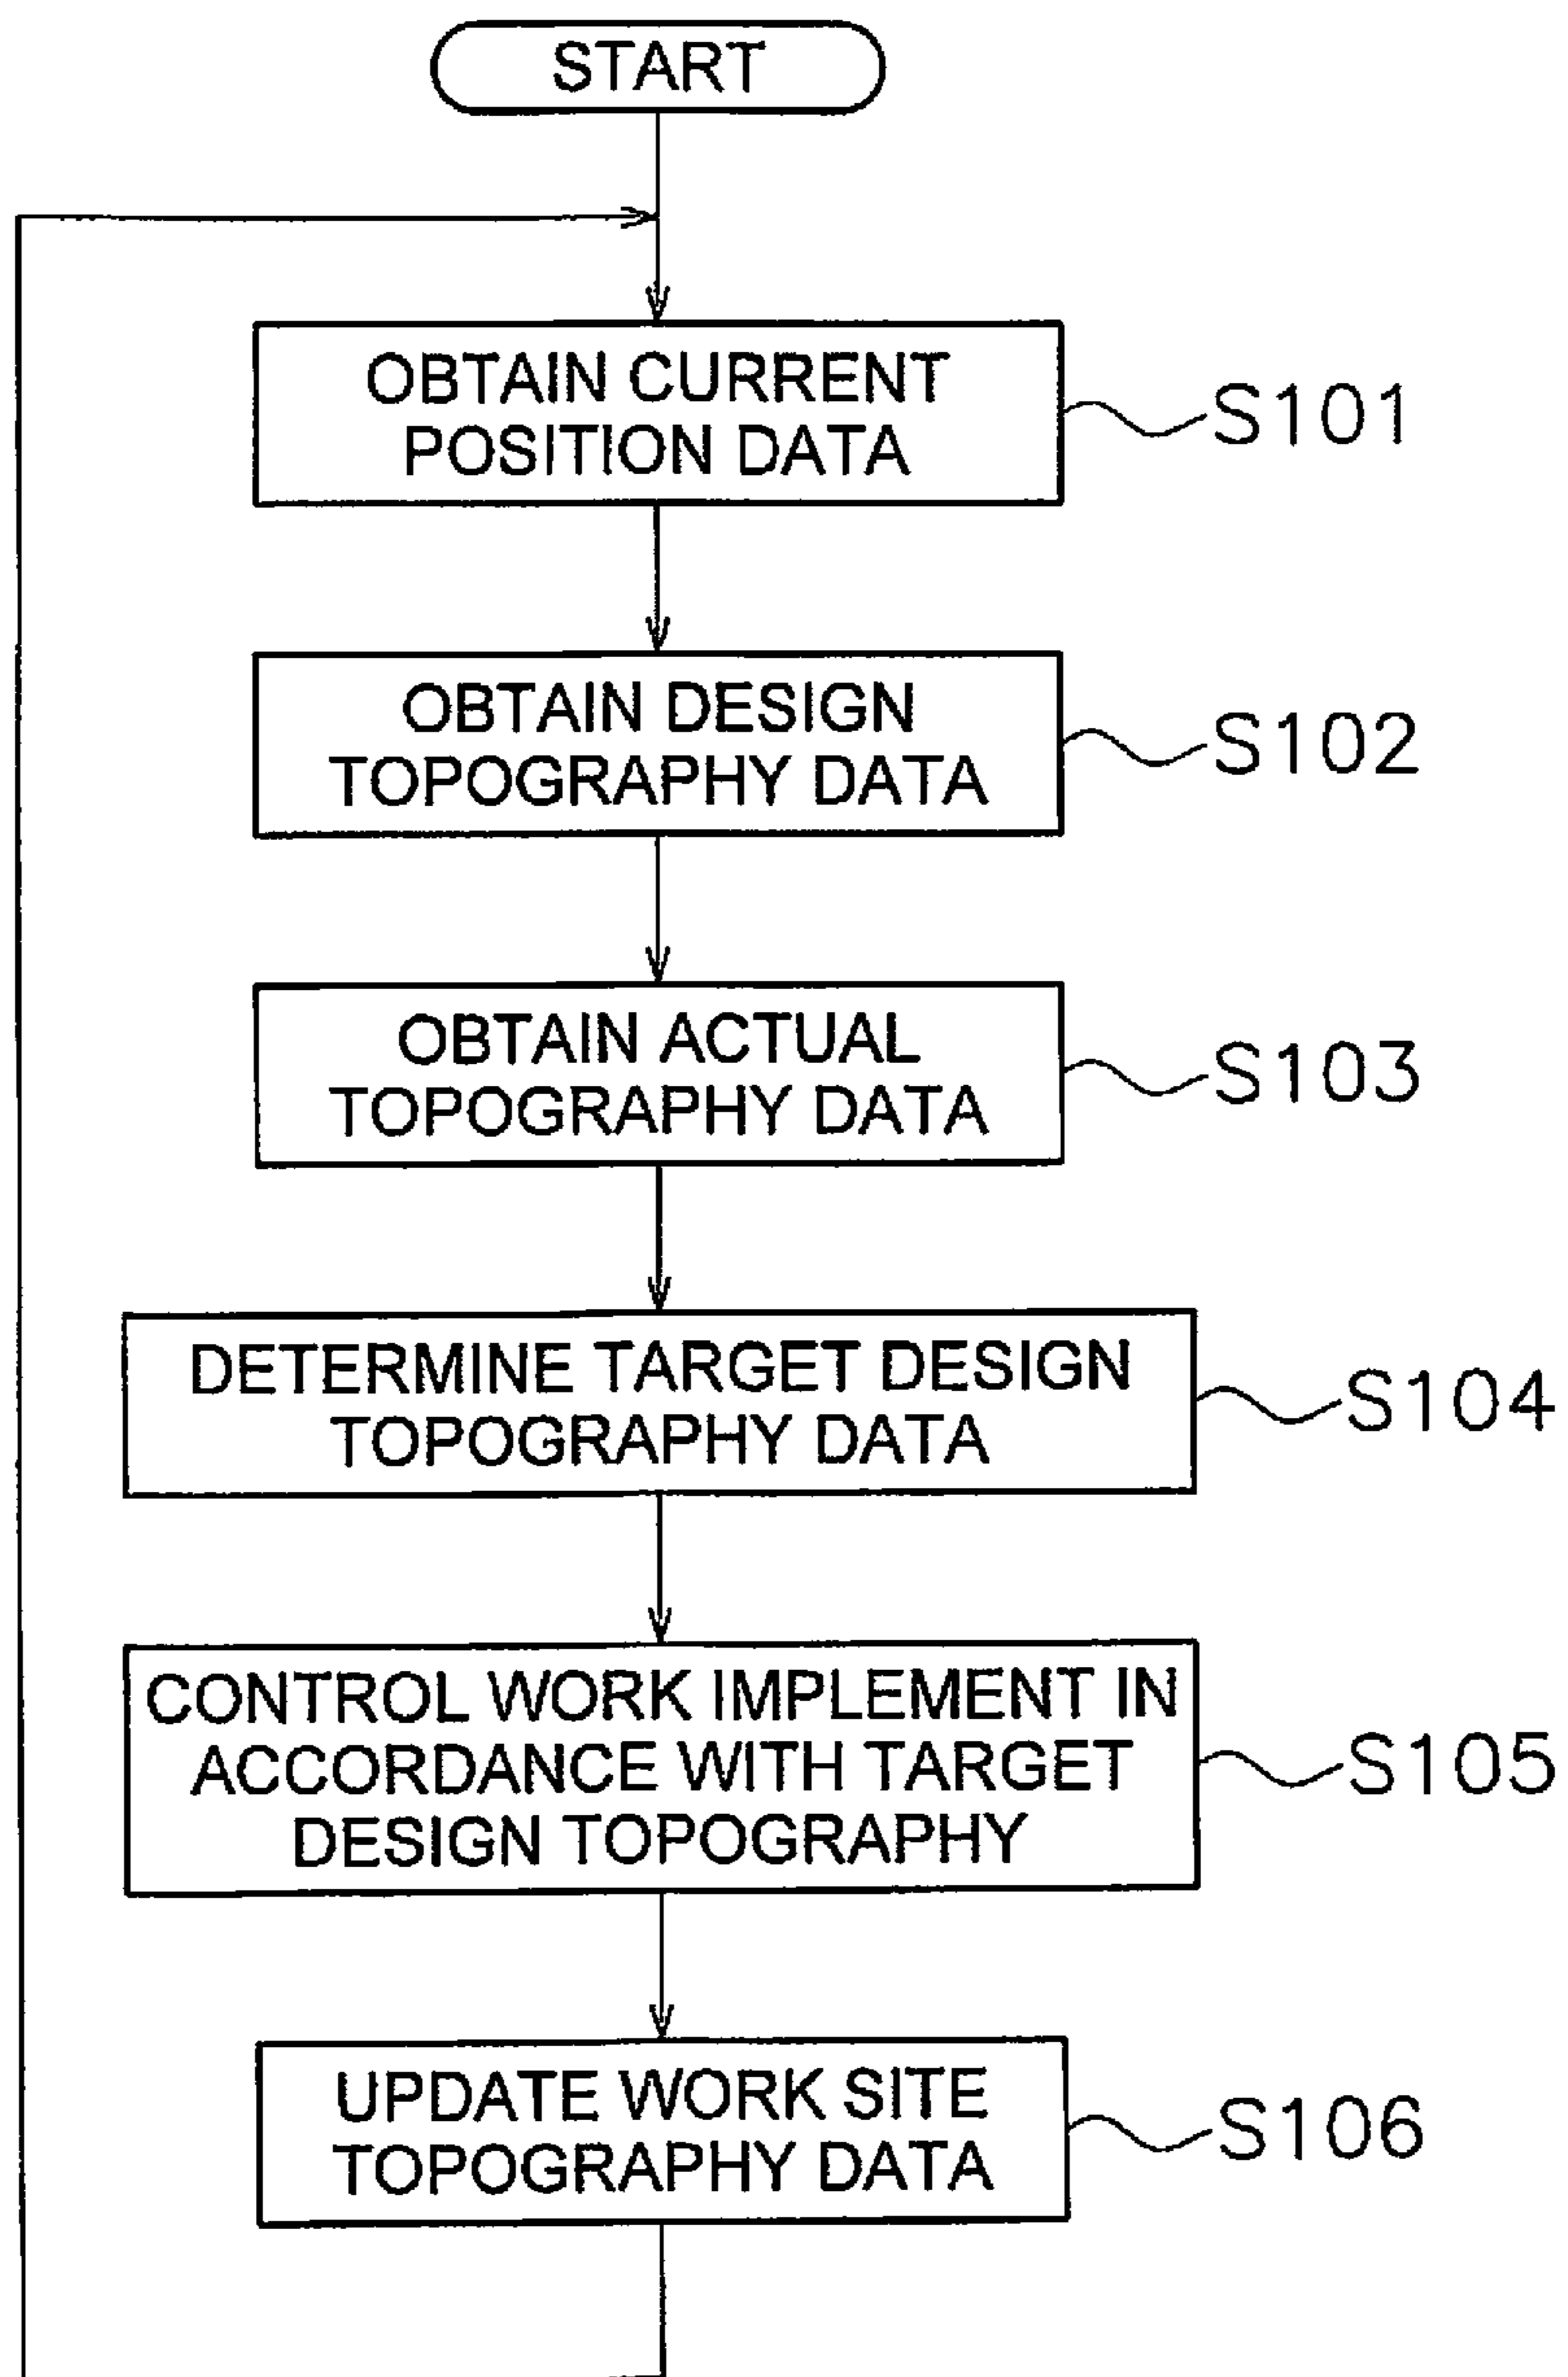 START
OBTAIN CURRENT
POSITION DATA
S101
OBTAIN DESIGN
TOPOGRAPHY DATA
S102
OBTAIN ACTUAL
TOPOGRAPHY DATA
S103
DETERMINE TARGET DESIGN
TOPOGRAPHY DATA
S104
CONTROL WORK IMPLEMENT IN
ACCORDANCE WITH TARGET
DESIGN TOPOGRAPHY
S105
UPDATE WORK SITE
TOPOGRAPHY DATA
S106